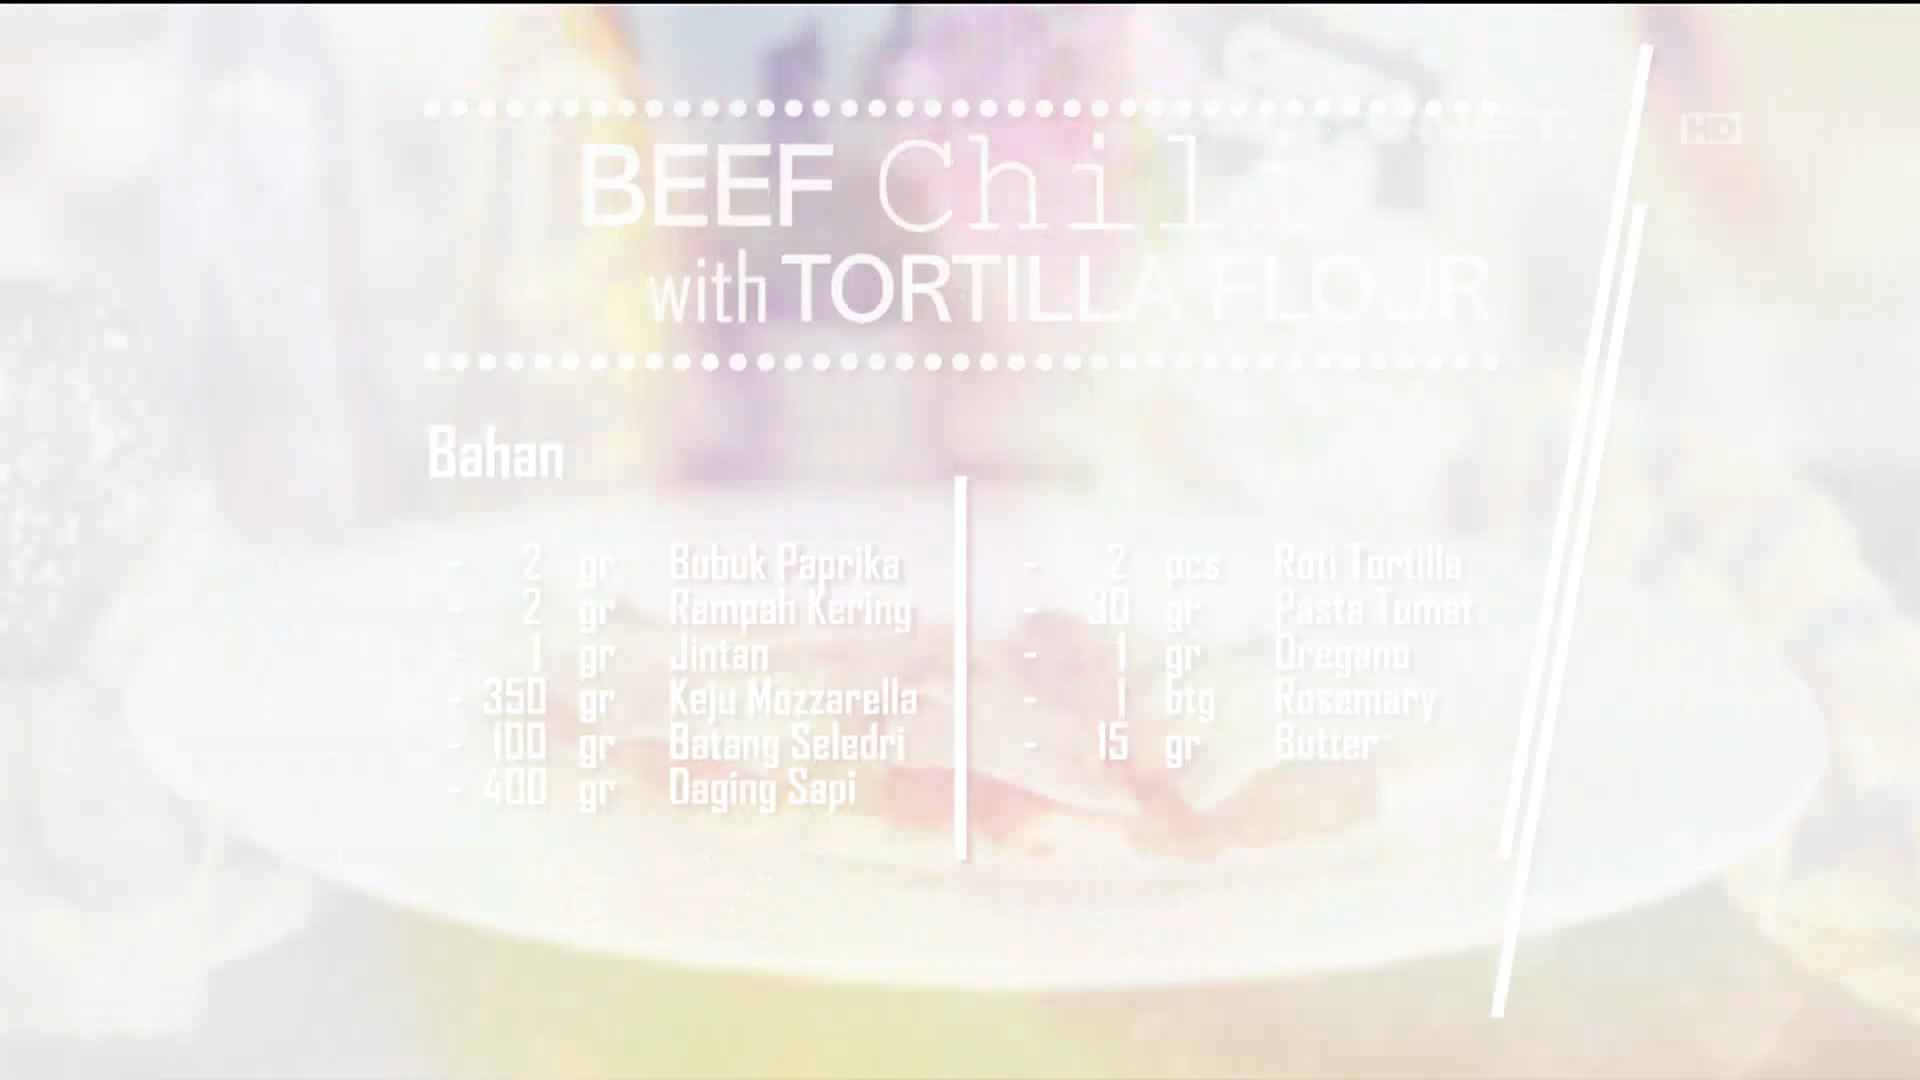 NET.
HD
BEEF Chili
with TORTILLA FLOUR
Bahan
- 2 gr Bubuk Paprika
- 2 gr Rempah Kering
- 1 gr Jintan
- 350 gr Keju Mozzarella
- 100 gr Batang Seledri
- 400 gr Daging Sapi
- 2 pcs Roti Tortilla
- 30 gr Pasta Tomat
- 1 gr Oregano
- 1 btg Rosemary
- 15 gr Butter